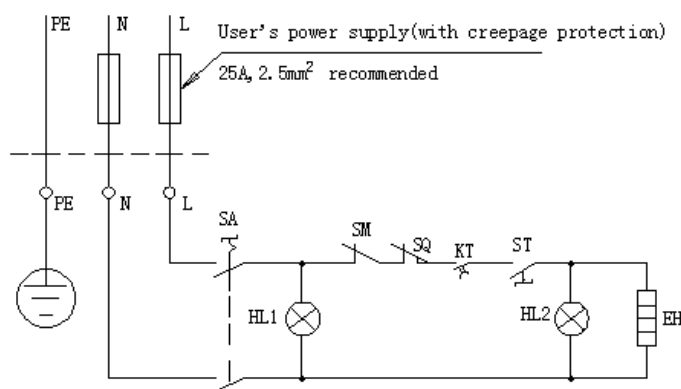 PE N L
User's power supply(with creepage protection)
25A,2.5mm² recommended
PE N L
SA
SM SQ KT ST
HL1 HL2 EH